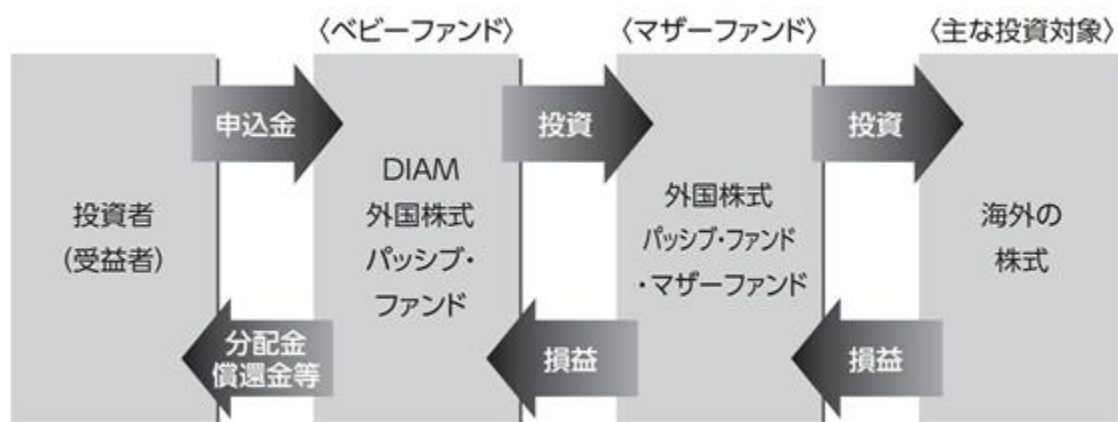 〈ベビーファンド〉
〈マザーファンド〉
〈主な投資対象〉
申込金
投資
投資
投資者
(受益者)
DIAM
外国株式
パッシブ・
ファンド
外国株式
パッシブ・ファンド
・マザーファンド
海外の
株式
分配金
償還金等
損益
損益